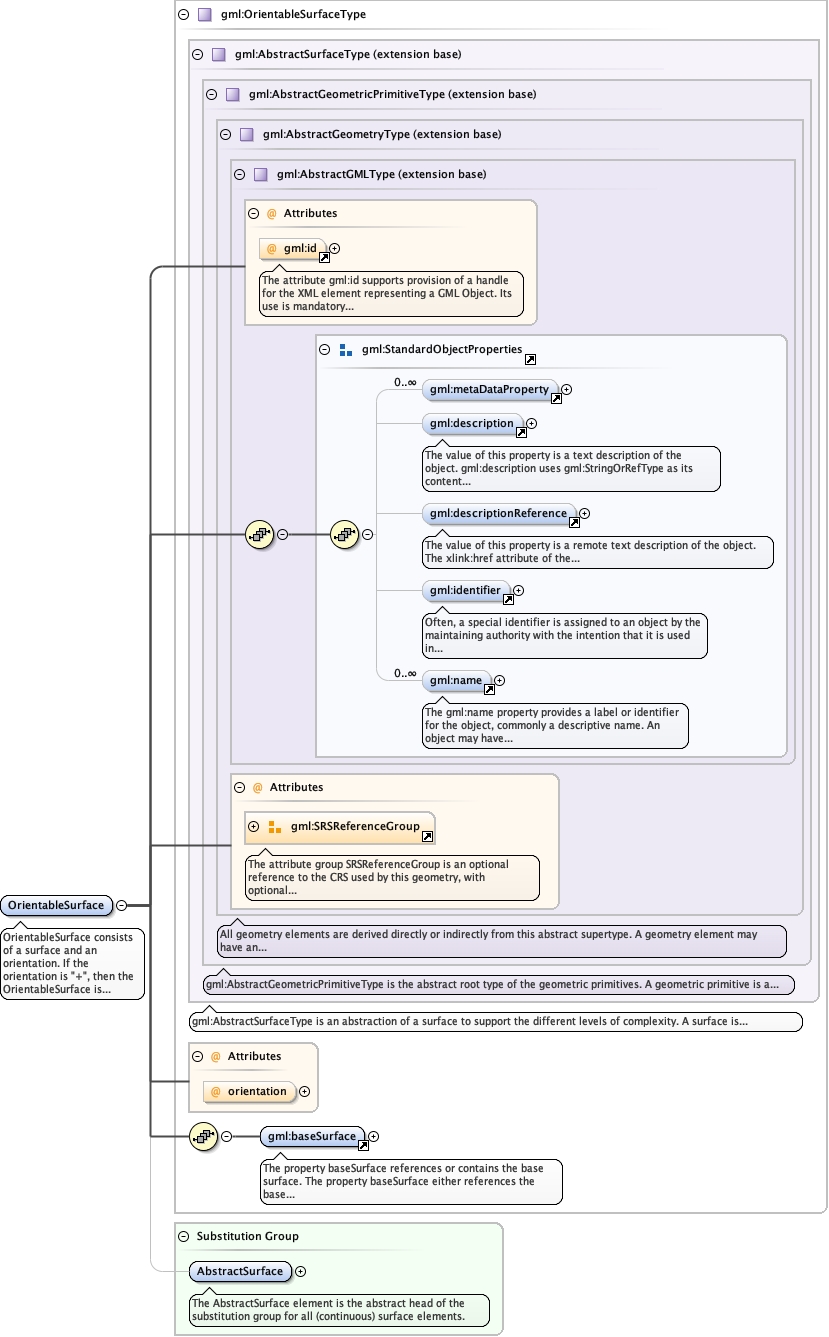 gml:OrientableSurfaceType
gml:AbstractSurfaceType (extension base)
gml:AbstractGeometricPrimitiveType (extension base)
gml:AbstractGeometryType (extension base)
gml:AbstractGMLType (extension base)
@ Attributes
@ gml:id
The attribute gml:id supports provision of a handle
for the XML element representing a GML Object. Its
use is mandatory...
gml:StandardObjectProperties
0..∞
gml:metaDataProperty
gml:description
The value of this property is a text description of the
object. gml:description uses gml:StringOrRefType as its
content...
gml:descriptionReference
The value of this property is a remote text description of the object.
The xlink:href attribute of the...
gml:identifier
Often, a special identifier is assigned to an object by the
maintaining authority with the intention that it is used
in...
0..∞
gml:name
The gml:name property provides a label or identifier
for the object, commonly a descriptive name. An
object may have...
@ Attributes
gml:SRSReferenceGroup
The attribute group SRSReferenceGroup is an optional
reference to the CRS used by this geometry, with
optional...
OrientableSurface
OrientableSurface consists
of a surface and an
orientation. If the
orientation is "+", then the
OrientableSurface is...
All geometry elements are derived directly or indirectly from this abstract supertype. A geometry element may
have an...
gml:AbstractGeometricPrimitiveType is the abstract root type of the geometric primitives. A geometric primitive is a...
gml:AbstractSurfaceType is an abstraction of a surface to support the different levels of complexity. A surface is...
@ Attributes
@ orientation
gml:baseSurface
The property baseSurface references or contains the base
surface. The property baseSurface either references the
base...
Substitution Group
AbstractSurface
The AbstractSurface element is the abstract head of the
substitution group for all (continuous) surface elements.